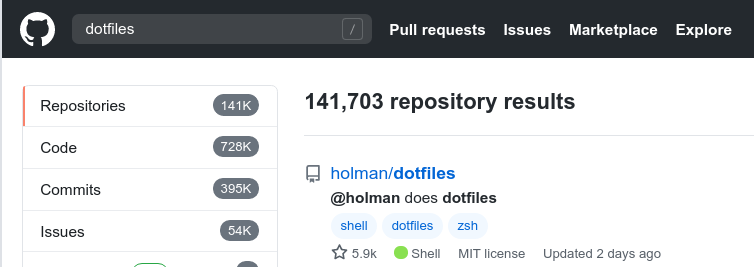 dotfiles / Pull requests Issues Marketplace Explore
Repositories 141K
Code 728K
Commits 395K
Issues 54K
141,703 repository results
holman/dotfiles
@holman does dotfiles
shell dotfiles zsh
5.9k Shell MIT license Updated 2 days ago